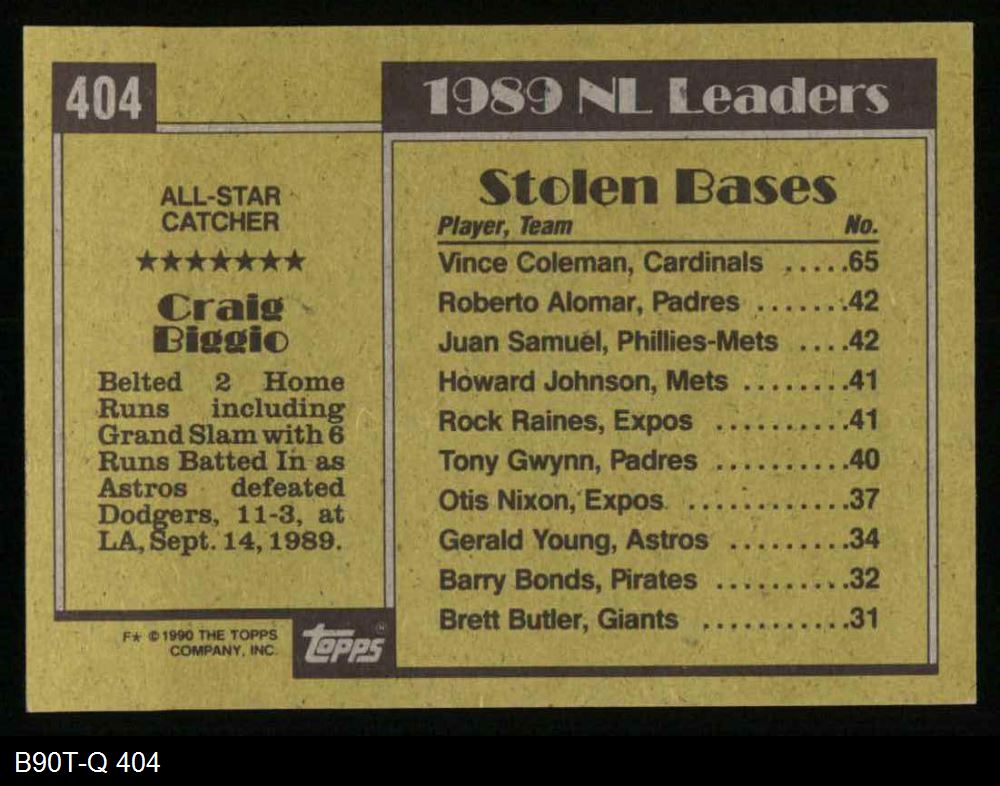 404
ALL-STAR
CATCHER
★★★★★★★
Craig
Biggio
Belted 2 Home
Runs including
Grand Slam with 6
Runs Batted In as
Astros defeated
Dodgers, 11-3, at
LA, Sept. 14, 1989.
F★ © 1990 THE TOPPS
COMPANY, INC.
Topps®
1989 NL Leaders
Stolen Bases
Player, Team No.
Vince Coleman, Cardinals .....65
Roberto Alomar, Padres .......42
Juan Samuel, Phillies-Mets ....42
Howard Johnson, Mets ........41
Rock Raines, Expos ..........41
Tony Gwynn, Padres ..........40
Otis Nixon, Expos ............37
Gerald Young, Astros .........34
Barry Bonds, Pirates ..........32
Brett Butler, Giants ...........31
B90T-Q 404